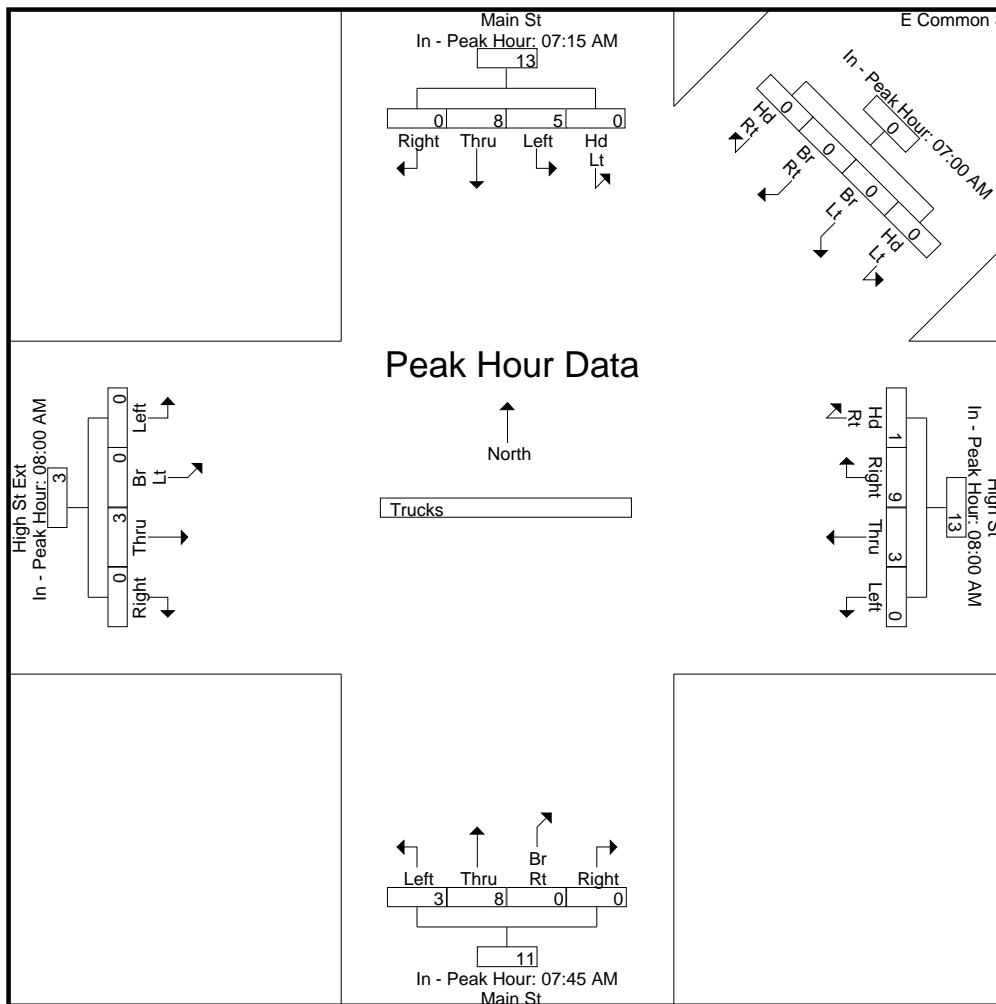 Main St
In - Peak Hour: 07:15 AM
13
0 8 5 0
Right Thru Left Hd
Lt
E Common
In - Peak Hour: 07:00 AM
0
0 0 0 0
Hd
Rt
Br
Rt
Br
Lt
Hd
Lt
Peak Hour Data
North
Trucks
High St Ext
In - Peak Hour: 08:00 AM
3
0 0 3 0
Left
Br
Lt
Thru
Right
High St
In - Peak Hour: 08:00 AM
13
1 9 3 0
Hd
Rt
Right
Thru
Left
Br
Left Thru Rt Right
3 8 0 0
11
In - Peak Hour: 07:45 AM
Main St